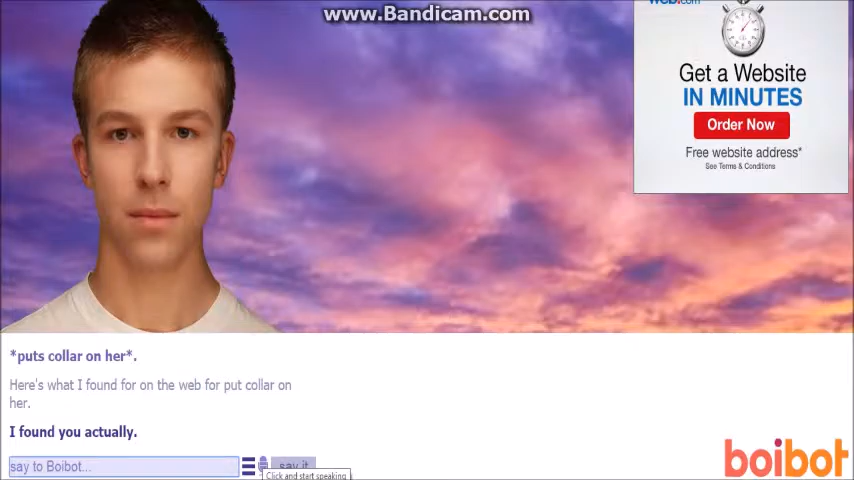 www.Bandicam.com
web.com
Get a Website
IN MINUTES
Order Now
Free website address*
See Terms & Conditions
*puts collar on her*.
Here's what I found for on the web for put collar on
her.
I found you actually.
say to Boibot...
say it
Click and start speaking
boibot